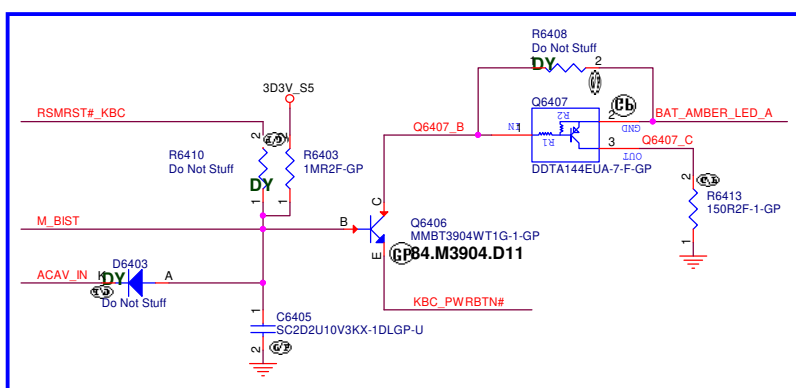 R6408
Do Not Stuff
1
DY
2
3D3V_S5
RSMRST#_KBC
Q6407
R2
2
BAT_AMBER_LED_A
Q6407_B
IN
R1
GND
Q6407_C
3
OUT
DDTA144EUA-7-F-GP
R6410
Do Not Stuff
DY
2
R6403
1MR2F-GP
1
1
2
R6413
150R2F-1-GP
1
C
M_BIST
B
Q6406
MMBT3904WT1G-1-GP
E
GP
84.M3904.D11
ACAV_IN
D6403
K
DY
A
Do Not Stuff
KBC_PWRBTN#
1
C6405
SC2D2U10V3KX-1DLGP-U
2